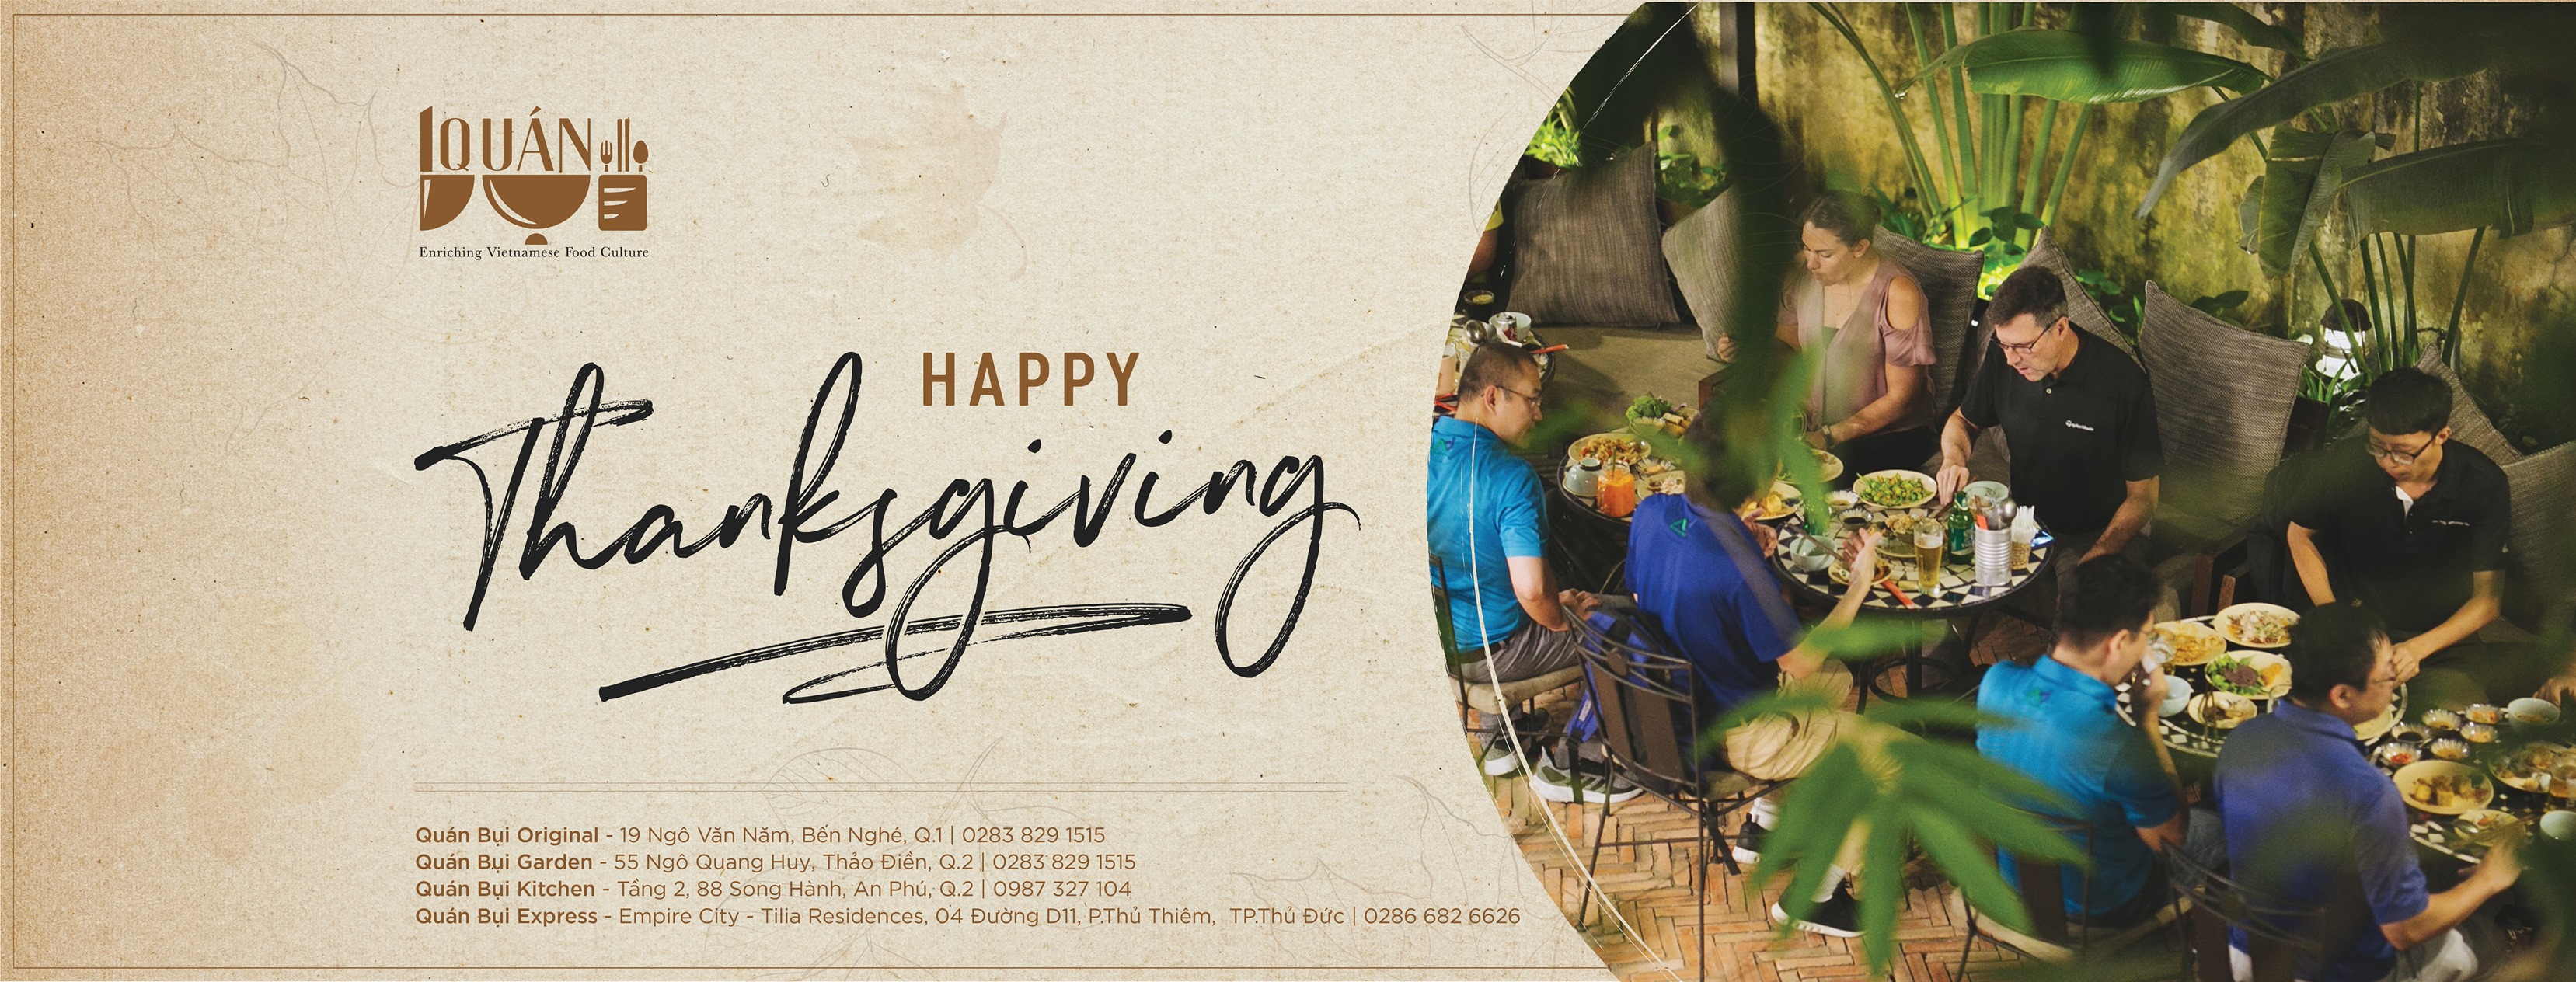 QUÁN
BỤI
Enriching Vietnamese Food Culture
HAPPY
Thanksgiving
Quán Bụi Original - 19 Ngô Văn Năm, Bến Nghé, Q.1 | 0283 829 1515
Quán Bụi Garden - 55 Ngô Quang Huy, Thảo Điền, Q.2 | 0283 829 1515
Quán Bụi Kitchen - Tầng 2, 88 Song Hành, An Phú, Q.2 | 0987 327 104
Quán Bụi Express - Empire City - Tilia Residences, 04 Đường D11, P.Thủ Thiêm, TP.Thủ Đức | 0286 682 6626